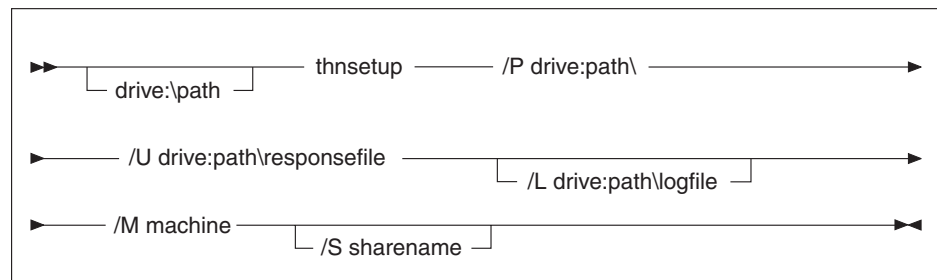 thnsetup /P drive:path\
drive:\path
/U drive:path\responsefile
/L drive:path\logfile
/M machine
/S sharename